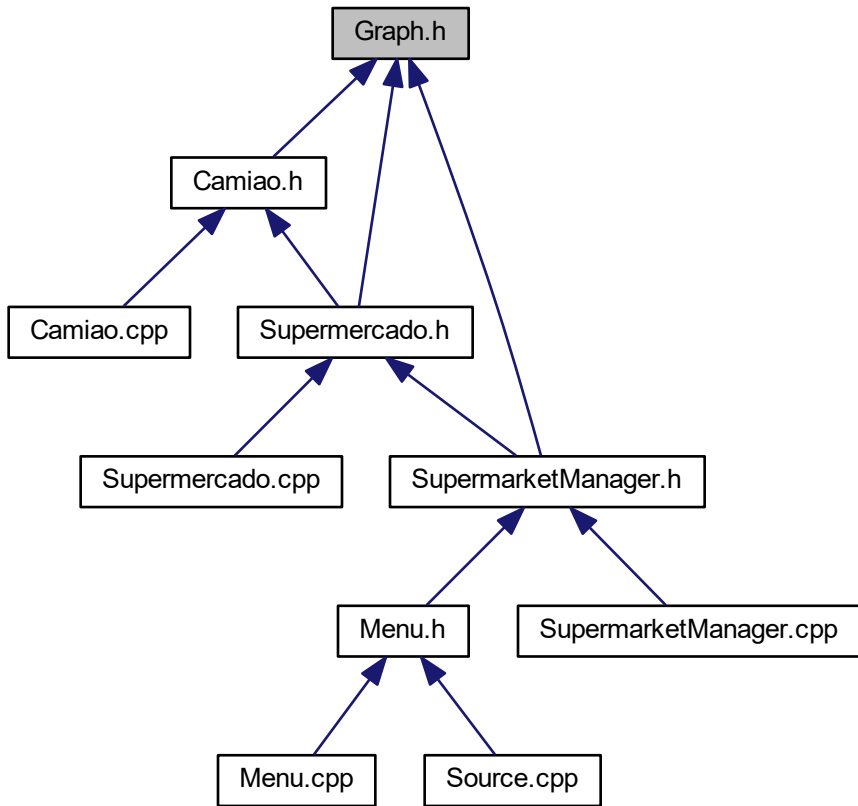 Graph.h
Camiao.h
Camiao.cpp
Supermercado.h
Supermercado.cpp
SupermarketManager.h
Menu.h
SupermarketManager.cpp
Menu.cpp
Source.cpp